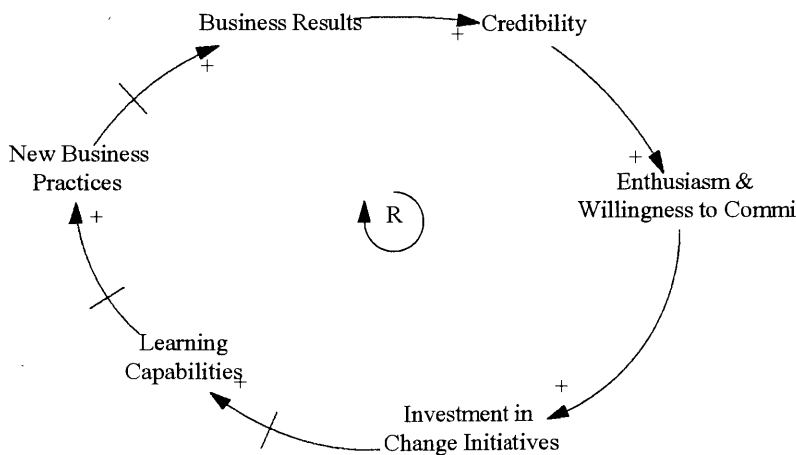 Business Results
Credibility
+
+
+
Enthusiasm &
Willingness to Commi
New Business
Practices
+
R
Learning
Capabilities
+
+
Investment in
Change Initiatives